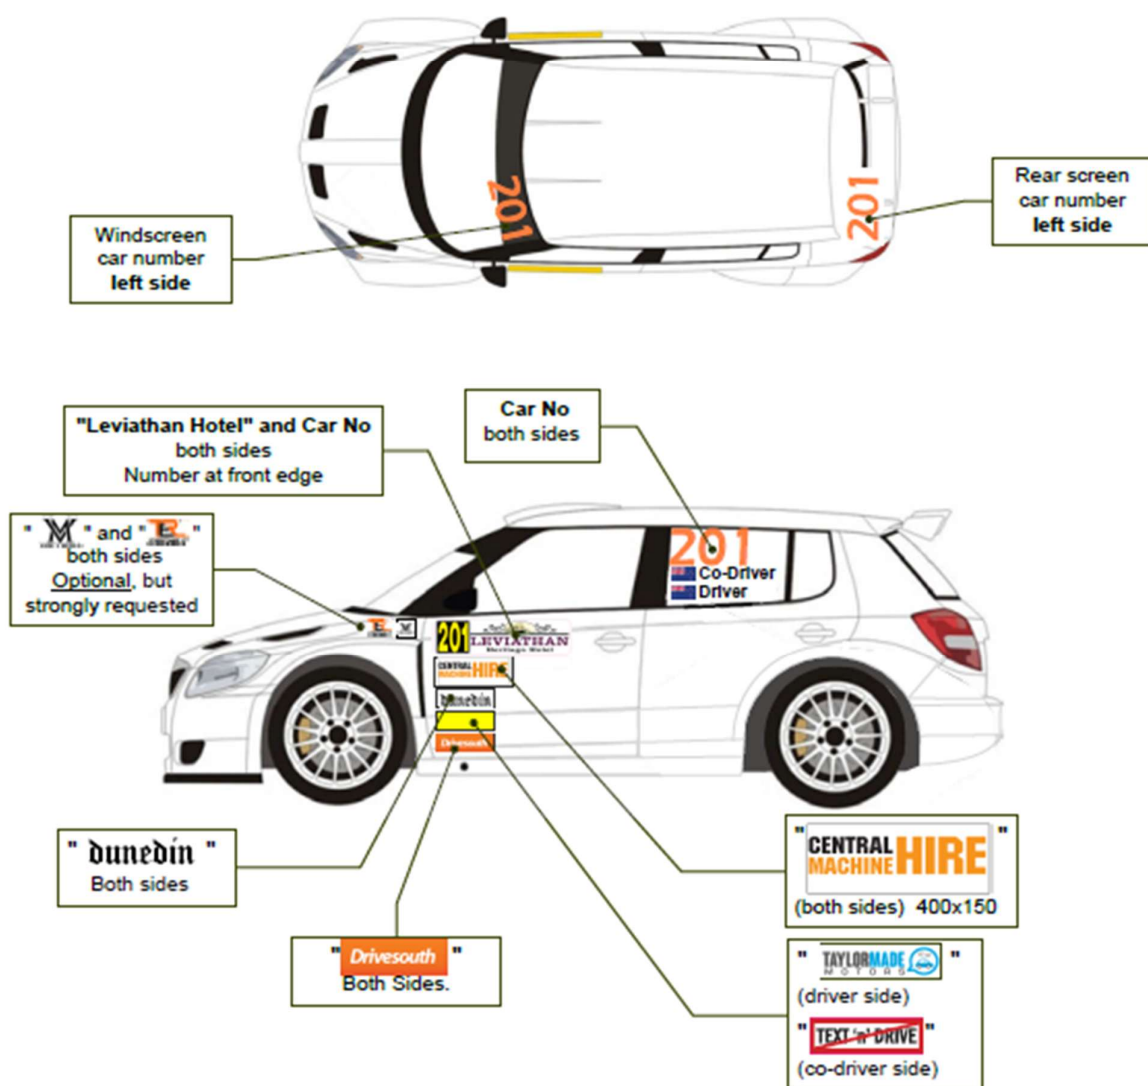 201
201
Windscreen
car number
left side
Rear screen
car number
left side
"Leviathan Hotel" and Car No
both sides
Number at front edge
Car No
both sides
" " and " "
both sides
Optional, but
strongly requested
201
Co-Driver
Driver
201 LEVIATHAN
Heritage Hotel
CENTRAL
MACHINE HIRE
dunedin
Drivesouth
" dunedin "
Both sides
" Drivesouth "
Both Sides.
" CENTRAL
MACHINE HIRE "
(both sides) 400x150
" TAYLORMADE
MOTORS "
(driver side)
" TEXT 'n' DRIVE "
(co-driver side)